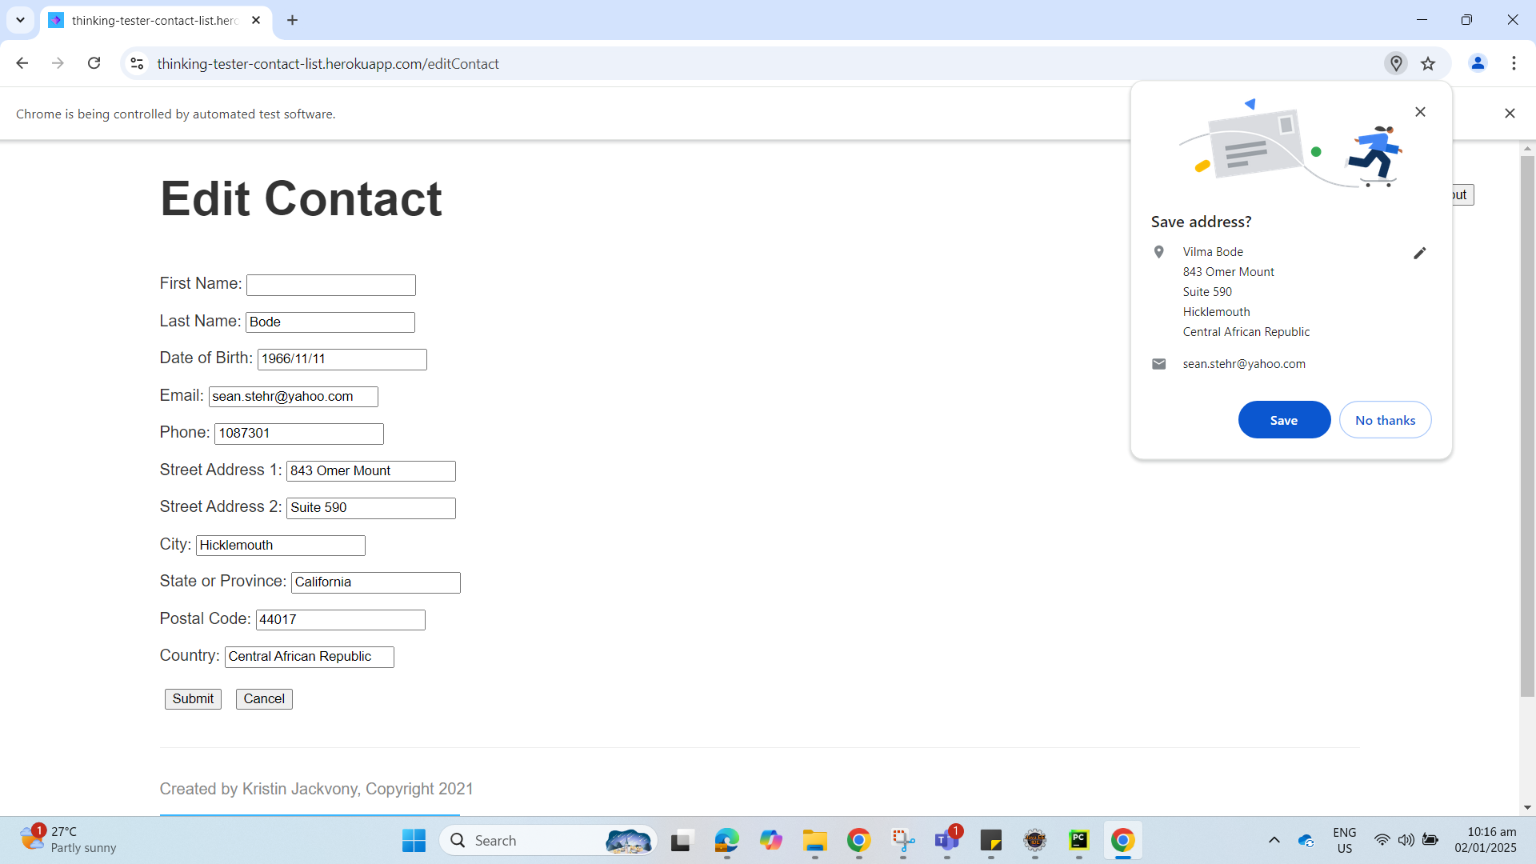 thinking-tester-contact-list.hero
thinking-tester-contact-list.herokuapp.com/editContact
Chrome is being controlled by automated test software.
Edit Contact
out
First Name:
Last Name: Bode
Date of Birth: 1966/11/11
Email: sean.stehr@yahoo.com
Phone: 1087301
Street Address 1: 843 Omer Mount
Street Address 2: Suite 590
City: Hicklemouth
State or Province: California
Postal Code: 44017
Country: Central African Republic
Submit Cancel
Created by Kristin Jackvony, Copyright 2021
Save address?
Vilma Bode
843 Omer Mount
Suite 590
Hicklemouth
Central African Republic
sean.stehr@yahoo.com
Save No thanks
1
27°C
Partly sunny
Search
1
PC
ENG
US
10:16 am
02/01/2025